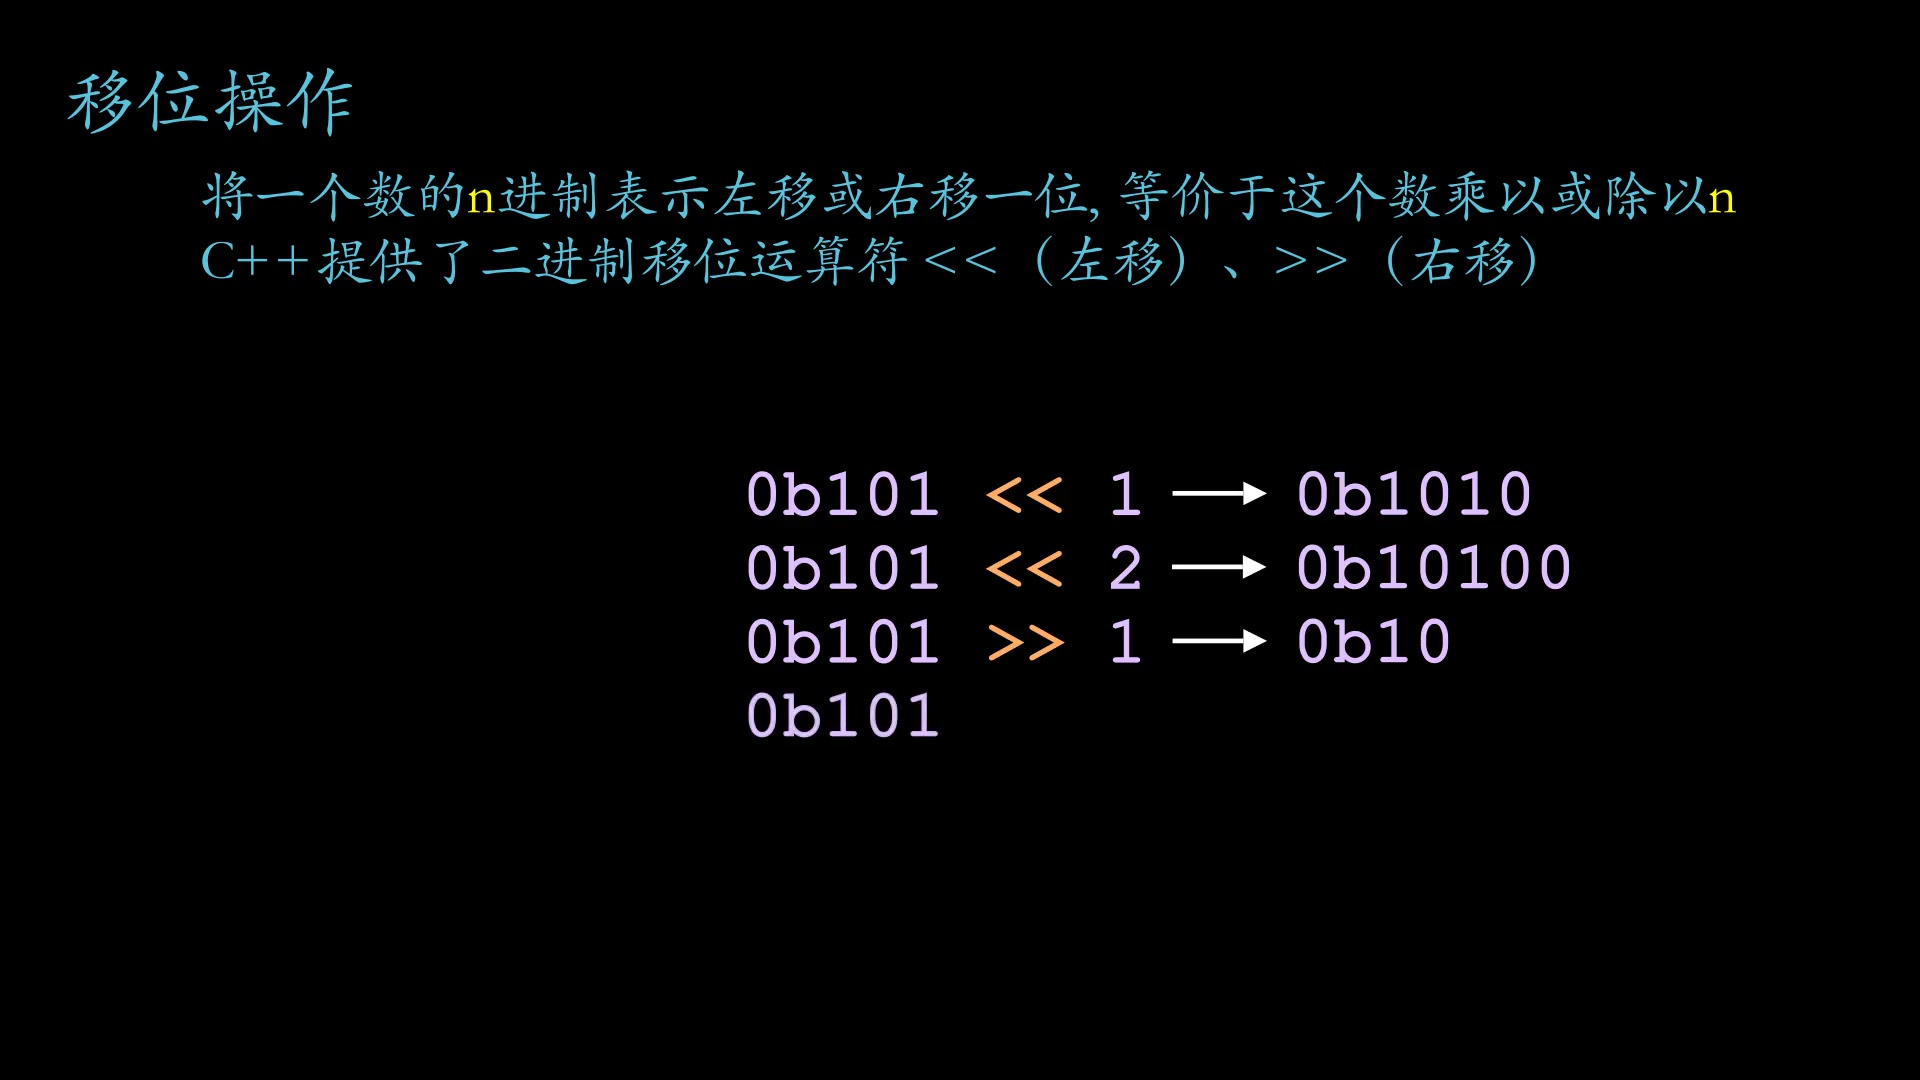 移位操作
将一个数的n进制表示左移或右移一位, 等价于这个数乘以或除以n
C++提供了二进制移位运算符 <<（左移）、>>（右移）
0b101 << 1 → 0b1010
0b101 << 2 → 0b10100
0b101 >> 1 → 0b10
0b101